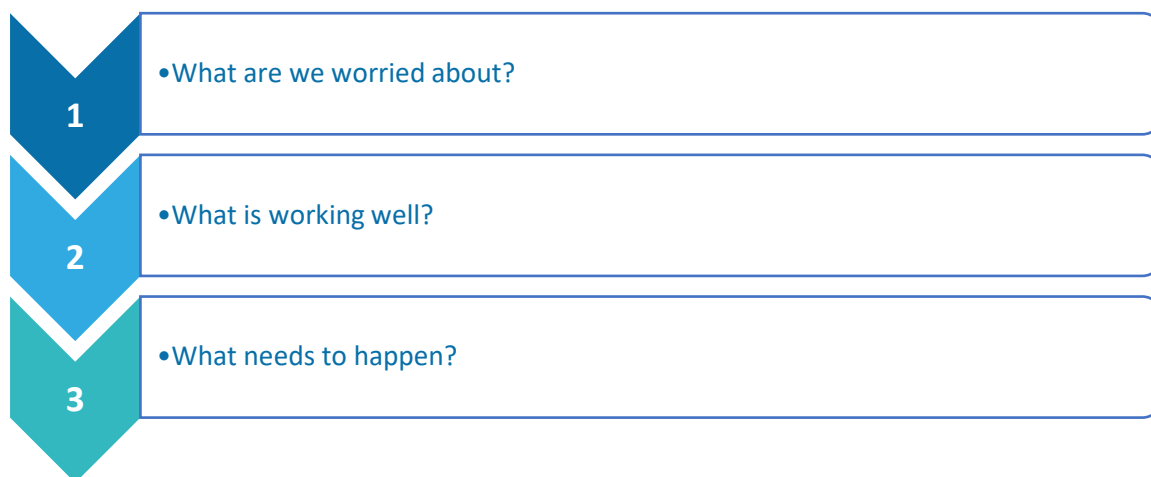 1
•What are we worried about?
2
•What is working well?
3
•What needs to happen?